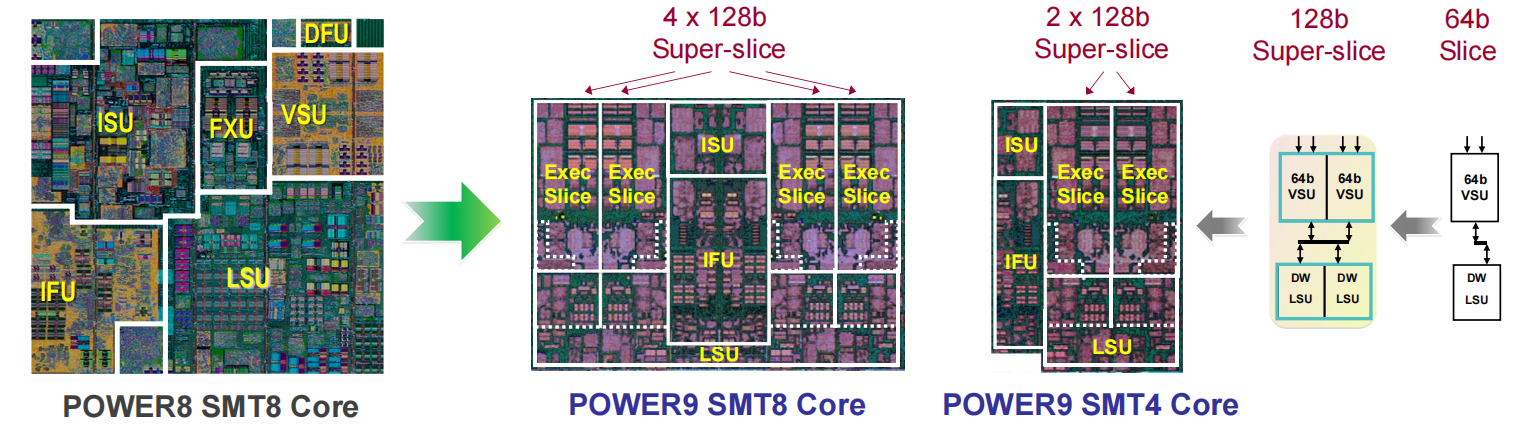 4 x 128b
Super-slice
2 x 128b
Super-slice
128b
Super-slice
64b
Slice
DFU
ISU
FXU
VSU
IFU
LSU
POWER8 SMT8 Core
ISU
Exec
Slice
Exec
Slice
Exec
Slice
Exec
Slice
IFU
LSU
POWER9 SMT8 Core
ISU
Exec
Slice
Exec
Slice
IFU
LSU
POWER9 SMT4 Core
64b
VSU
64b
VSU
DW
LSU
DW
LSU
64b
VSU
DW
LSU